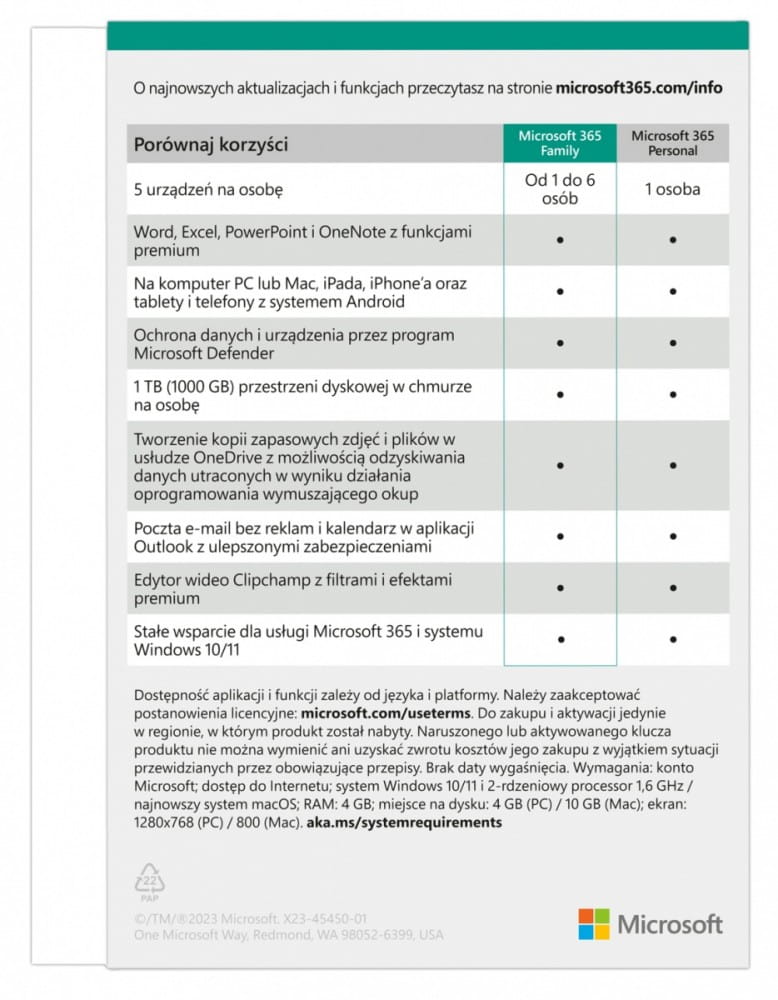 O najnowszych aktualizacjach i funkcjach przeczytasz na stronie microsoft365.com/info
Porównaj korzyści
Microsoft 365
Family
Microsoft 365
Personal
5 urządzeń na osobę
Od 1 do 6
osób
1 osoba
Word, Excel, PowerPoint i OneNote z funkcjami
premium
• •
Na komputer PC lub Mac, iPada, iPhone'a oraz
tablety i telefony z systemem Android
• •
Ochrona danych i urządzenia przez program
Microsoft Defender
• •
1 TB (1000 GB) przestrzeni dyskowej w chmurze
na osobę
• •
Tworzenie kopii zapasowych zdjęć i plików w
usłudze OneDrive z możliwością odzyskiwania
danych utraconych w wyniku działania
oprogramowania wymuszającego okup
• •
Poczta e-mail bez reklam i kalendarz w aplikacji
Outlook z ulepszonymi zabezpieczeniami
• •
Edytor wideo Clipchamp z filtrami i efektami
premium
• •
Stałe wsparcie dla usługi Microsoft 365 i systemu
Windows 10/11
• •
Dostępność aplikacji i funkcji zależy od języka i platformy. Należy zaakceptować
postanowienia licencyjne: microsoft.com/useterms. Do zakupu i aktywacji jedynie
w regionie, w którym produkt został nabyty. Naruszonego lub aktywowanego klucza
produktu nie można wymienić ani uzyskać zwrotu kosztów jego zakupu z wyjątkiem sytuacji
przewidzianych przez obowiązujące przepisy. Brak daty wygaśnięcia. Wymagania: konto
Microsoft; dostęp do Internetu; system Windows 10/11 i 2-rdzeniowy processor 1,6 GHz /
najnowszy system macOS; RAM: 4 GB; miejsce na dysku: 4 GB (PC) / 10 GB (Mac); ekran:
1280x768 (PC) / 800 (Mac). aka.ms/systemrequirements
22
PAP
©/TM/®2023 Microsoft. X23-45450-01
One Microsoft Way, Redmond, WA 98052-6399, USA
Microsoft